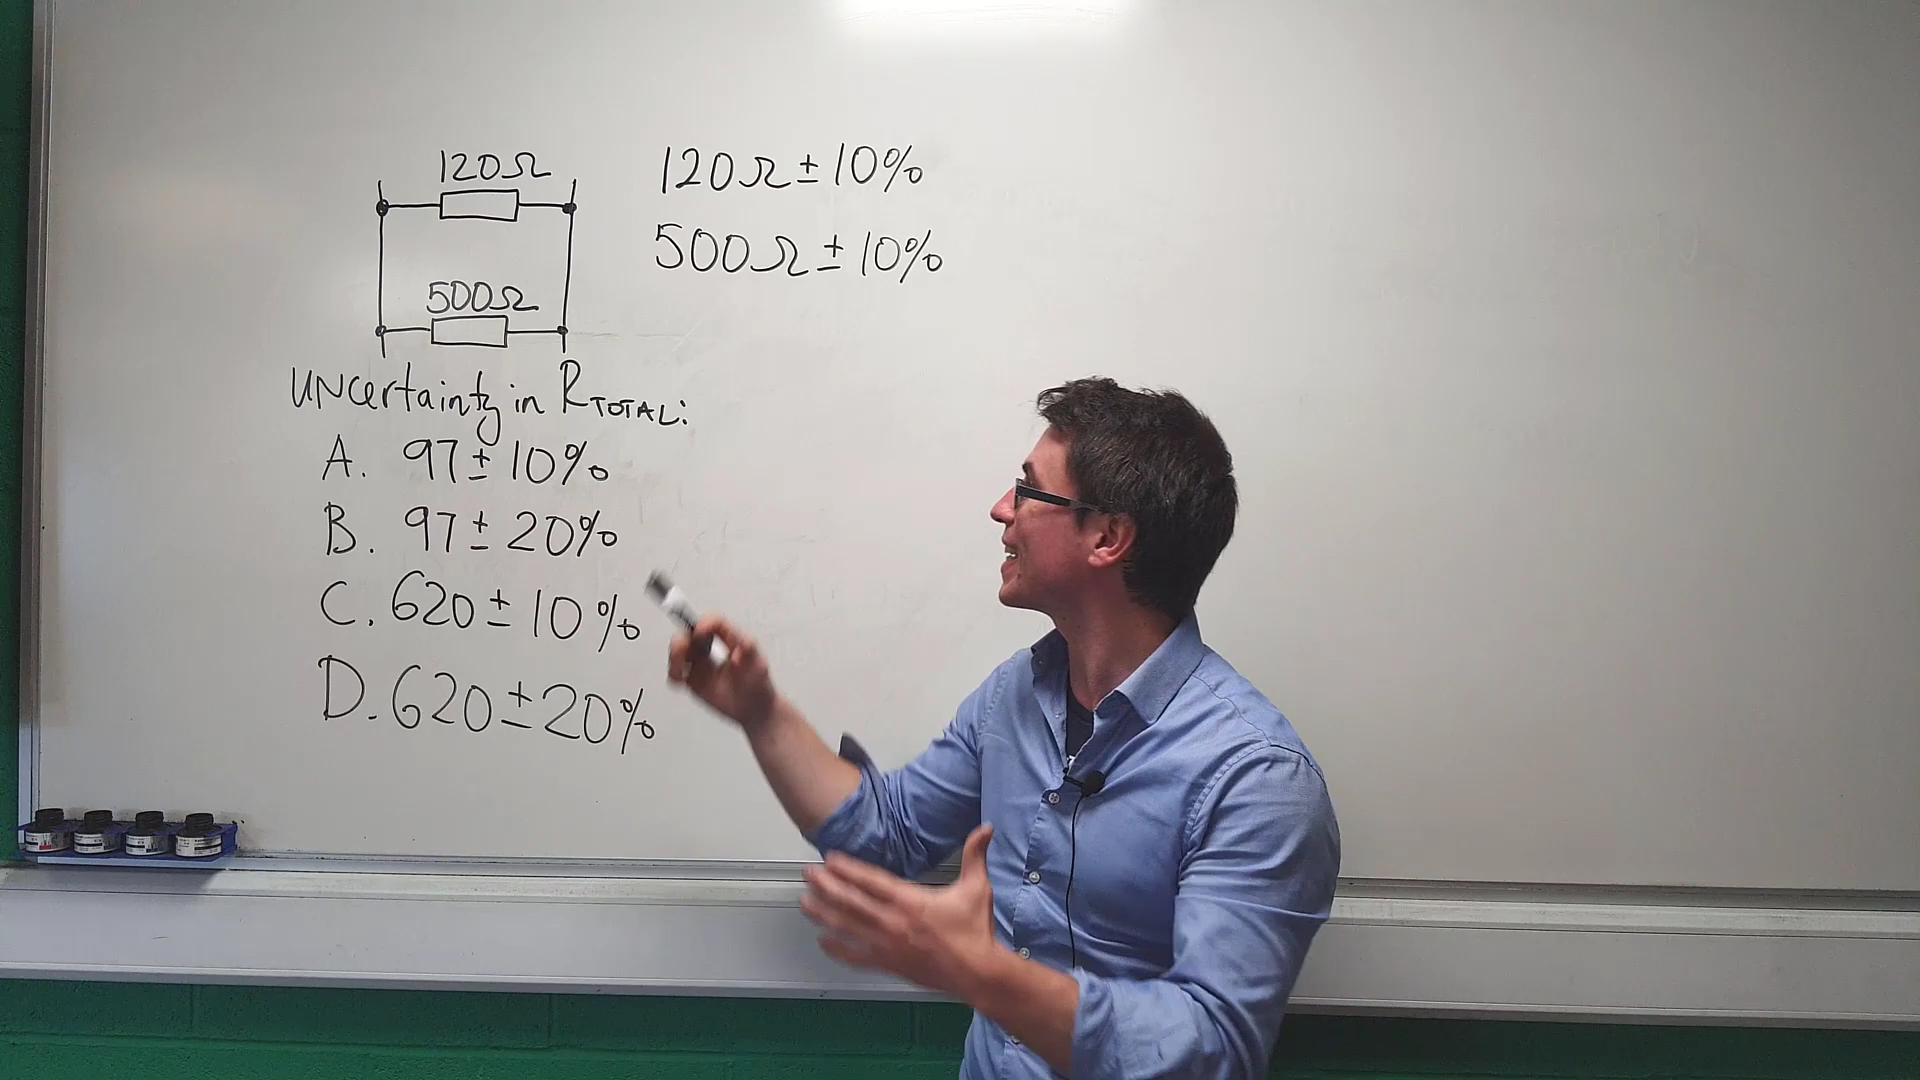 120Ω
120Ω ± 10%
500Ω ± 10%
500Ω
UNcertainty in RTOTAL:
A. 97 ± 10%
B. 97 ± 20%
C. 620 ± 10%
D. 620 ± 20%